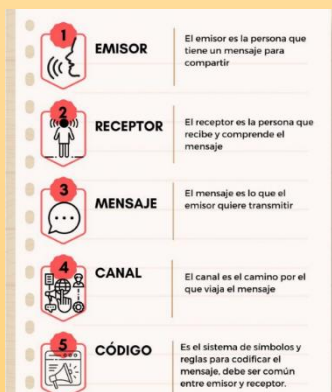 1
EMISOR
El emisor es la persona que
tiene un mensaje para
compartir
2
RECEPTOR
El receptor es la persona que
recibe y comprende el
mensaje
3
MENSAJE
El mensaje es lo que el
emisor quiere transmitir
4
CANAL
El canal es el camino por el
que viaja el mensaje
5
CÓDIGO
Es el sistema de símbolos y
reglas para codificar el
mensaje, debe ser común
entre emisor y receptor.